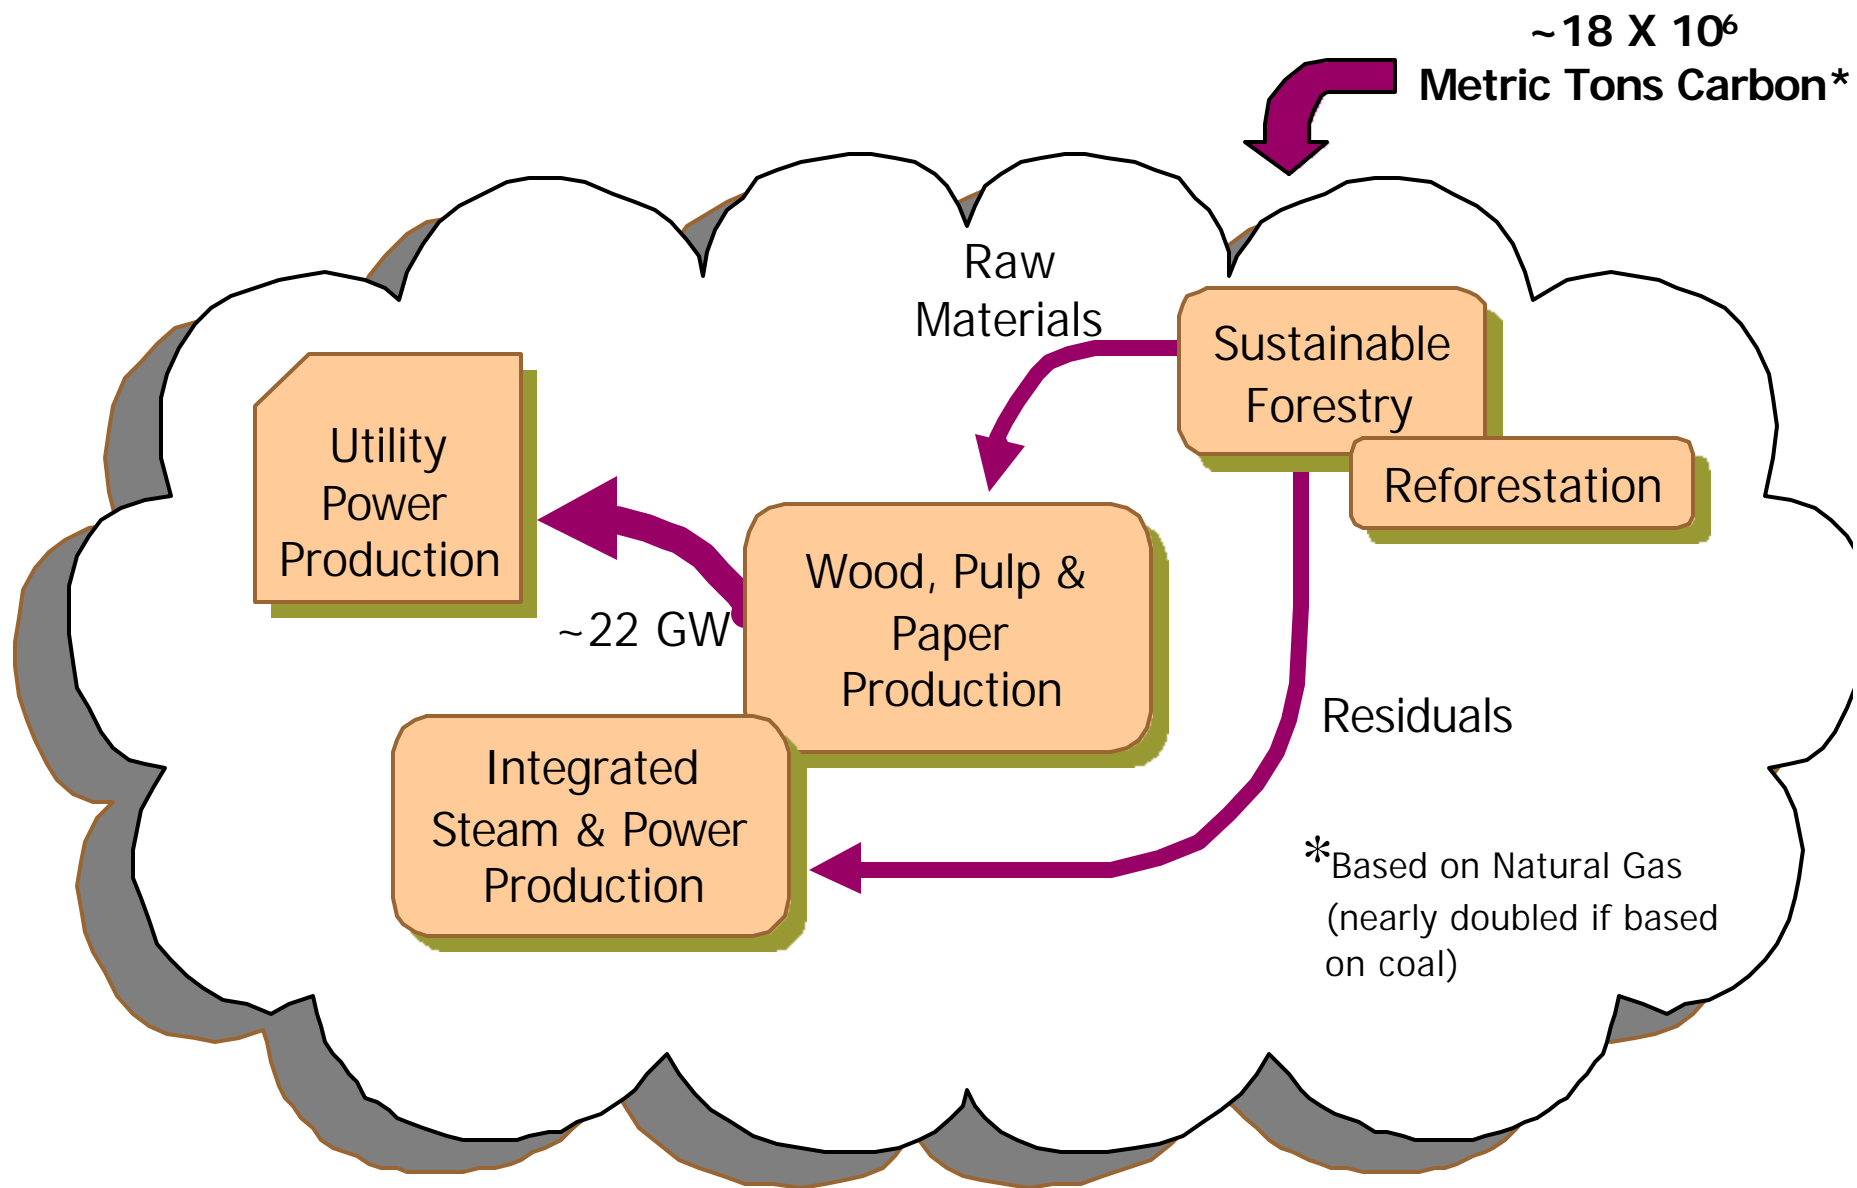 ~18 X 10⁶
Metric Tons Carbon*
Raw
Materials
Sustainable
Forestry
Reforestation
Utility
Power
Production
~22 GW
Wood, Pulp &
Paper
Production
Integrated
Steam & Power
Production
Residuals
*Based on Natural Gas
(nearly doubled if based
on coal)